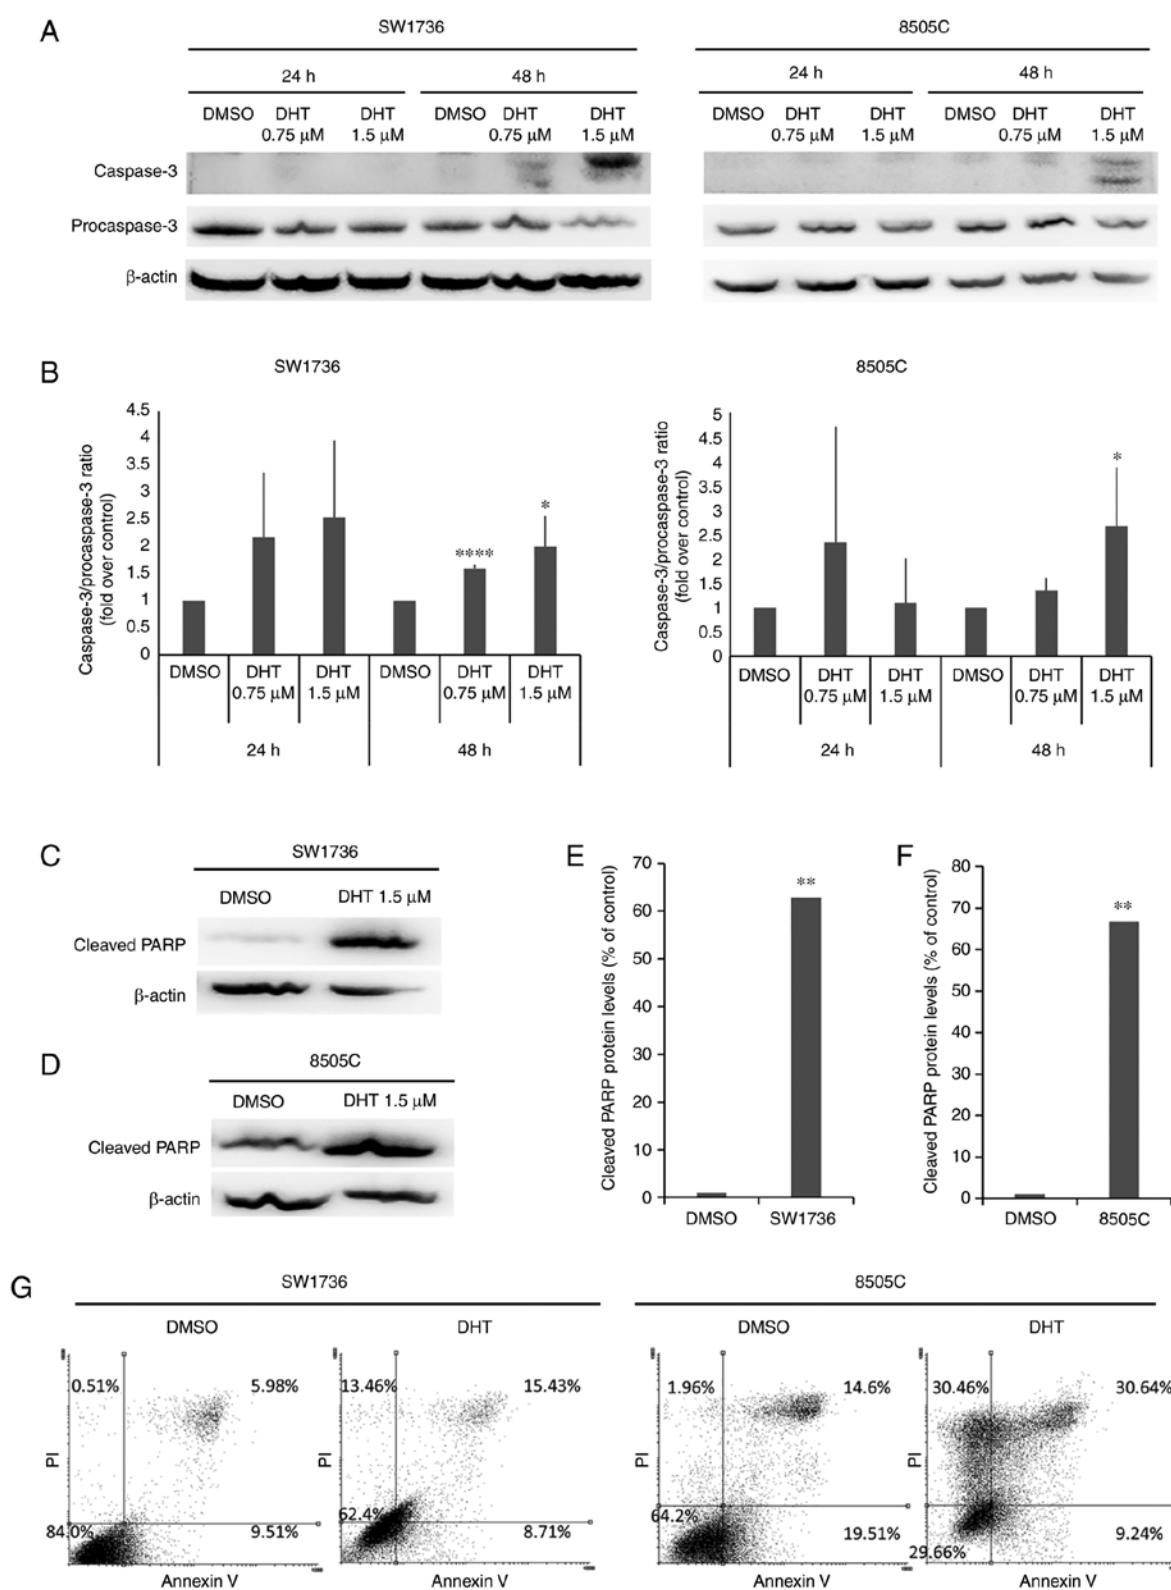 A
SW1736
8505C
24 h
48 h
24 h
48 h
DMSO DHT DHT DMSO DHT DHT
0.75 µM 1.5 µM 0.75 µM 1.5 µM
DMSO DHT DHT DMSO DHT DHT
0.75 µM 1.5 µM 0.75 µM 1.5 µM
Caspase-3
Procaspase-3
β-actin
B
SW1736
Caspase-3/procaspase-3 ratio
(fold over control)
4.5
4
3.5
3
2.5
2
1.5
1
0.5
0
****
*
DMSO DHT DHT DMSO DHT DHT
0.75 µM 1.5 µM 0.75 µM 1.5 µM
24 h 48 h
8505C
Caspase-3/procaspase-3 ratio
(fold over control)
5
4.5
4
3.5
3
2.5
1.5
1
0.5
0
*
DMSO DHT DHT DMSO DHT DHT
0.75 µM 1.5 µM 0.75 µM 1.5 µM
24 h 48 h
C
SW1736
DMSO DHT 1.5 µM
Cleaved PARP
β-actin
D
8505C
DMSO DHT 1.5 µM
Cleaved PARP
β-actin
E
Cleaved PARP protein levels (% of control)
70
60
50
40
30
20
10
0
**
DMSO SW1736
F
Cleaved PARP protein levels (% of control)
80
70
60
50
40
30
20
10
0
**
DMSO 8505C
G
SW1736
8505C
DMSO
0.51% 5.98%
84.0% 9.51%
PI
Annexin V
DHT
13.46% 15.43%
62.4% 8.71%
PI
Annexin V
DMSO
1.96% 14.6%
64.2% 19.51%
PI
Annexin V
DHT
30.46% 30.64%
29.66% 9.24%
PI
Annexin V